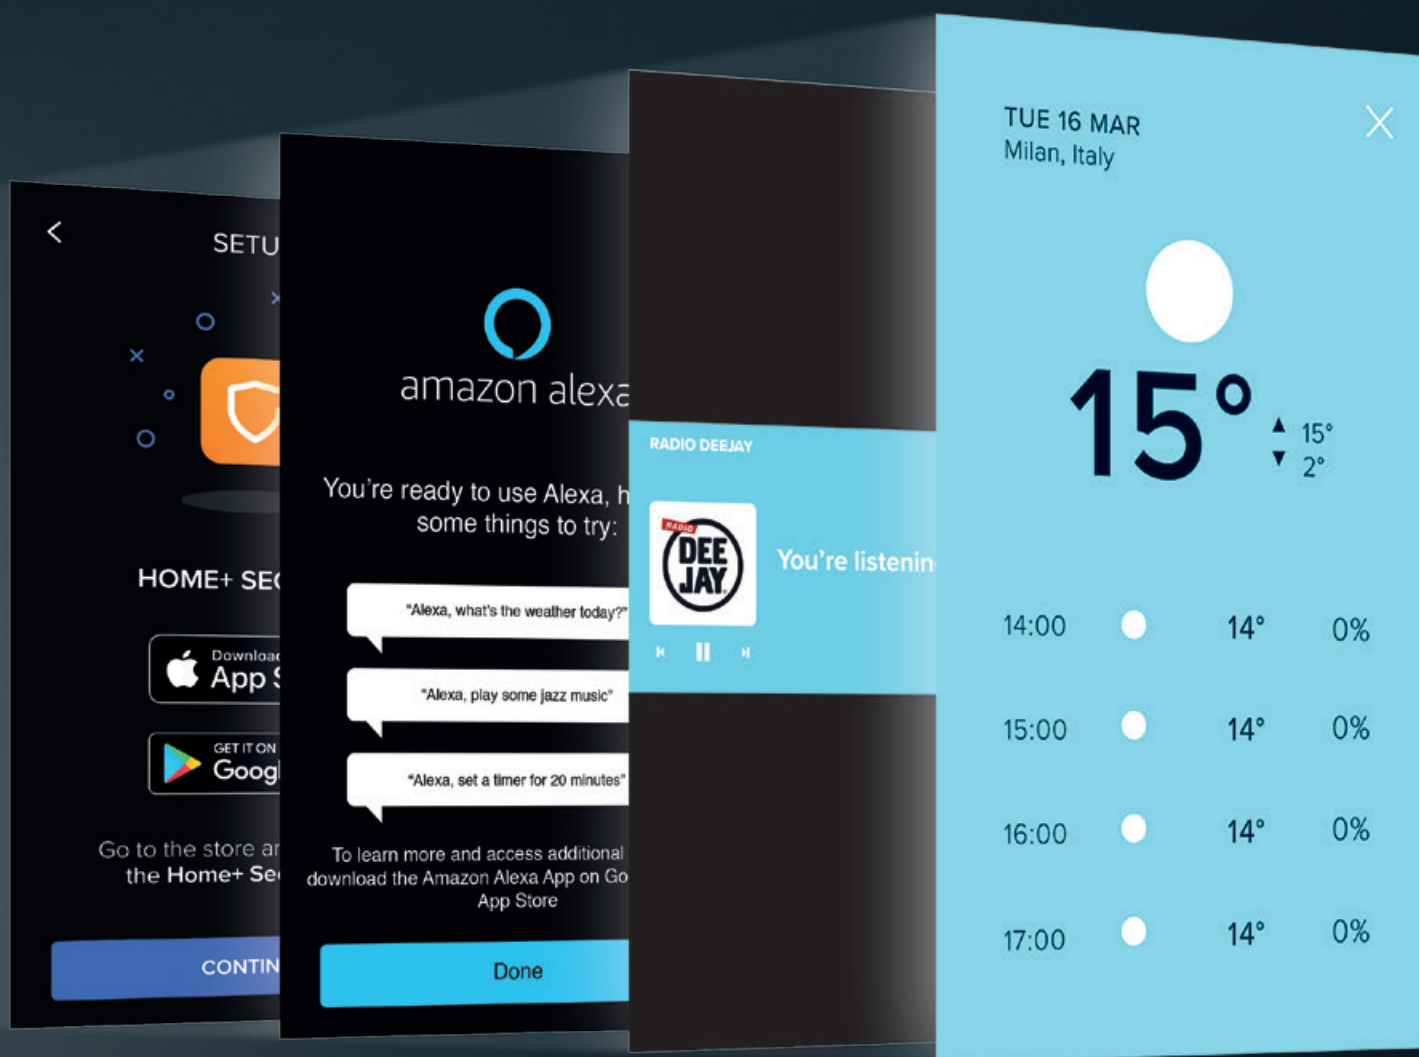 SETU
HOME+ SEC
Download
App S
GET IT ON
Googl
Go to the store an
the Home+ Sec
CONTIN
amazon alexa
You're ready to use Alexa, h
some things to try:
"Alexa, what's the weather today?"
"Alexa, play some jazz music"
"Alexa, set a timer for 20 minutes"
To learn more and access additional
download the Amazon Alexa App on Go
App Store
Done
RADIO DEEJAY
RADIO
DEE
JAY
You're listenin
TUE 16 MAR
Milan, Italy
15°
15°
2°
14:00 14° 0%
15:00 14° 0%
16:00 14° 0%
17:00 14° 0%